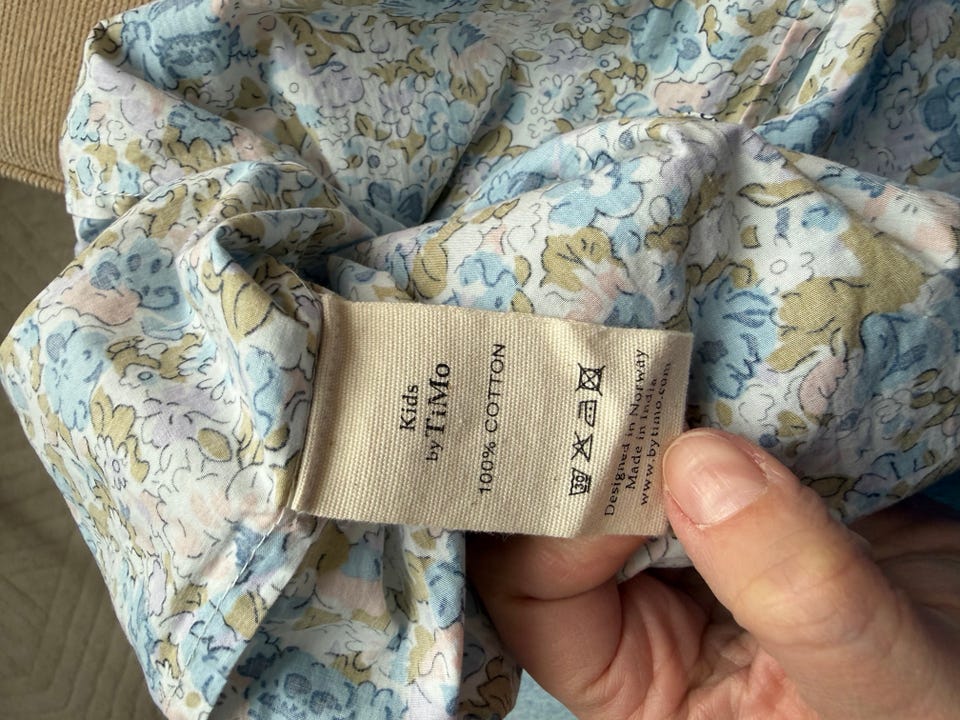 Kids
by TiMo
100% COTTON
Designed in Norway
Made in India
www.bytimo.com